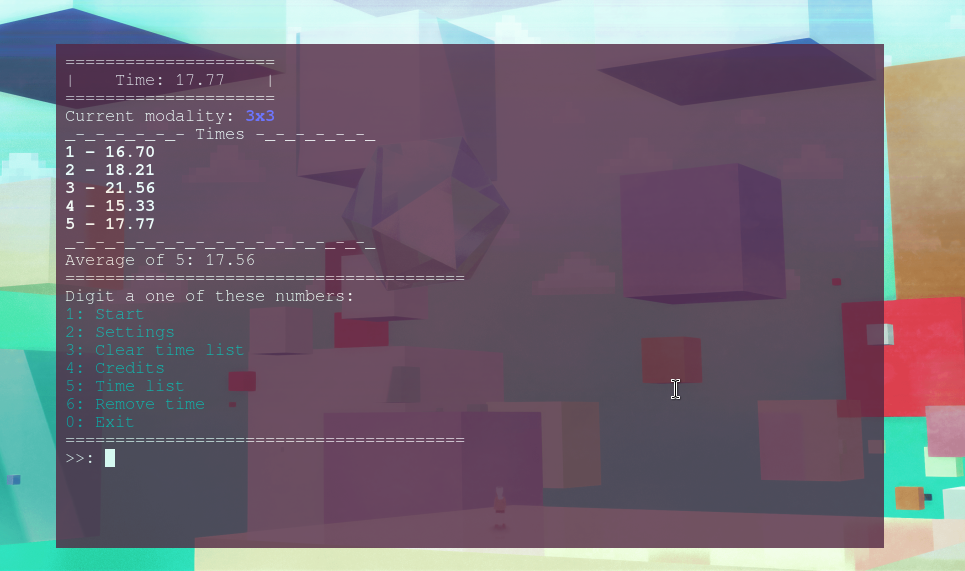 =====================
|    Time: 17.77    |
=====================
Current modality: 3x3
_-_-_-_-_-_- Times -_-_-_-_-_-_
1 - 16.70
2 - 18.21
3 - 21.56
4 - 15.33
5 - 17.77
_-_-_-_-_-_-_-_-_-_-_-_-_-_-_-_
Average of 5: 17.56
========================================
Digit a one of these numbers:
1: Start
2: Settings
3: Clear time list
4: Credits
5: Time list
6: Remove time
0: Exit
========================================
>>: